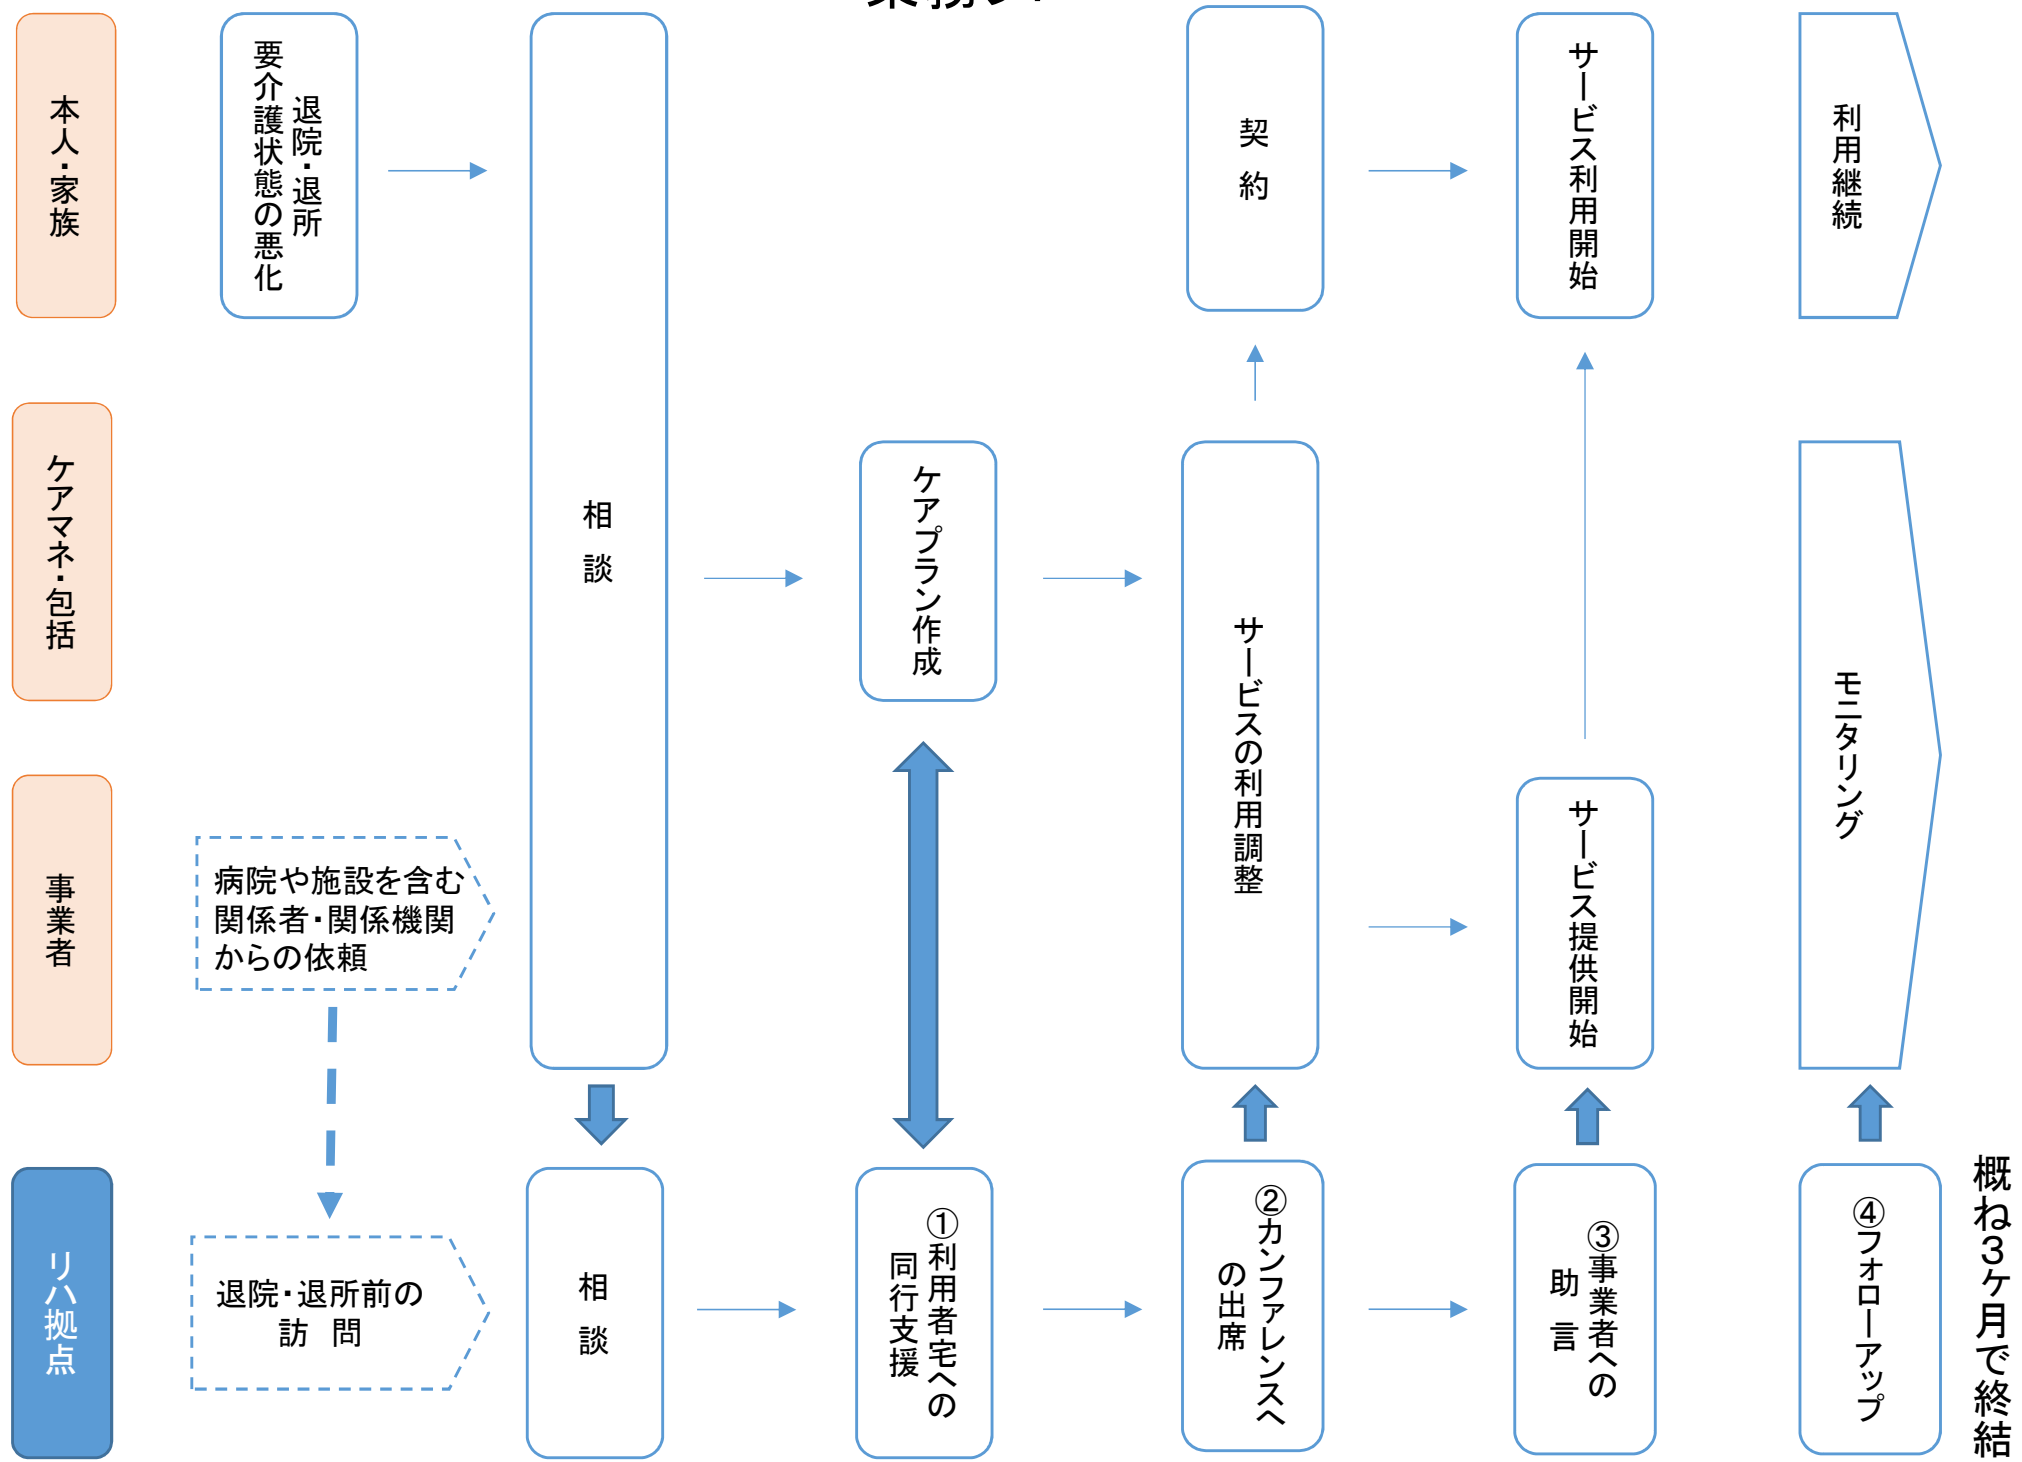 本人・家族
退院・退所
要介護状態の悪化
相談
契約
サービス利用開始
利用継続
ケアマネ・包括
ケアプラン作成
サービスの利用調整
モニタリング
事業者
病院や施設を含む
関係者・関係機関
からの依頼
サービス提供開始
リハ拠点
退院・退所前の
訪　問
相談
①利用者宅への
同行支援
②カンファレンスへ
の出席
③事業者への
助言
④フォローアップ
概ね3ヶ月で終結